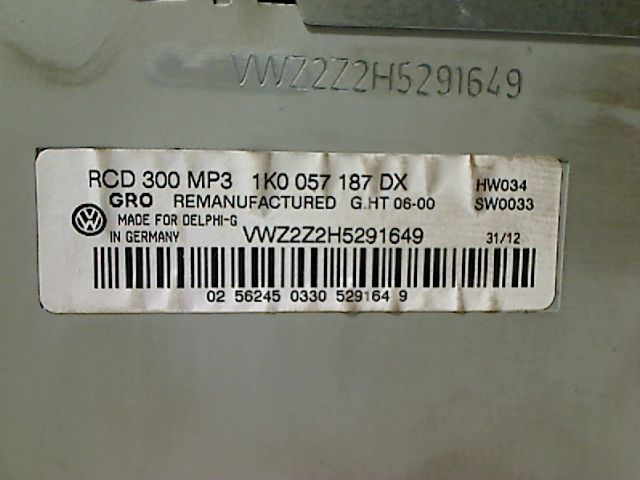 VWZ2Z2H5291649
RCD 300 MP3 1K0 057 187 DX HW034
GRO REMANUFACTURED G.HT 06-00 SW0033
MADE FOR DELPHI-G
IN GERMANY VWZ2Z2H5291649 31/12
02 56245 0330 529164 9